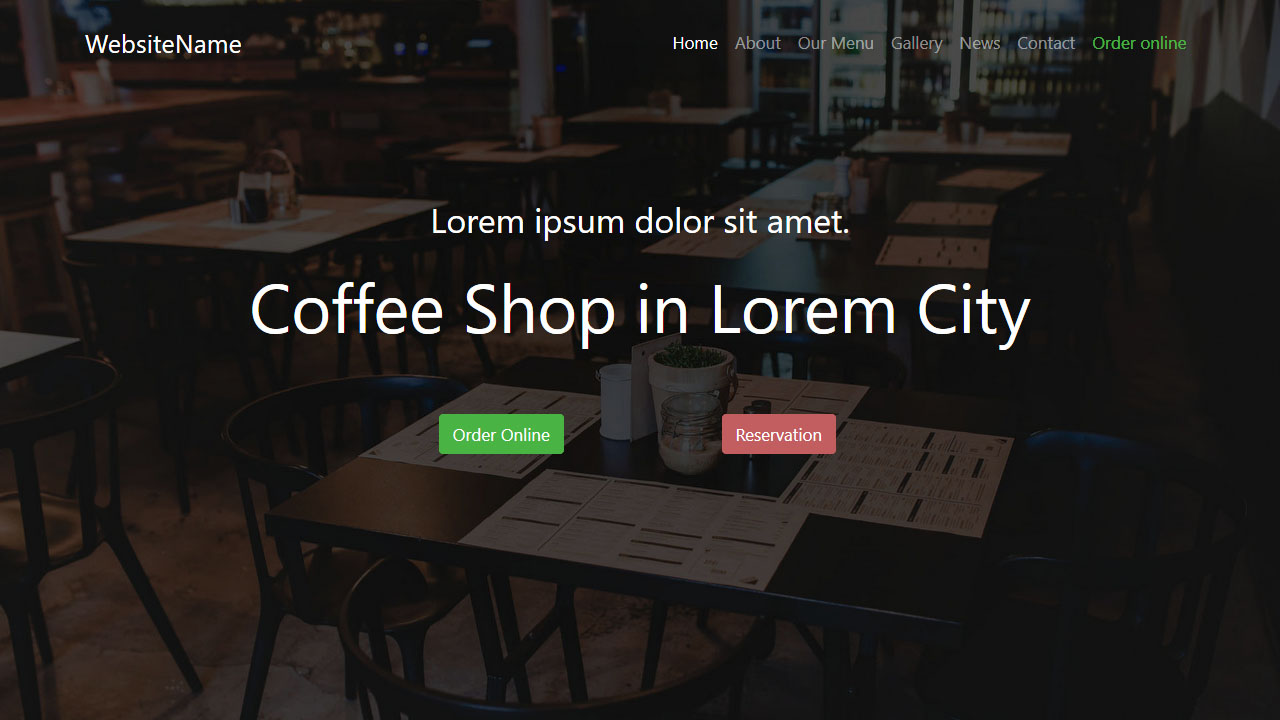 WebsiteName
Home About Our Menu Gallery News Contact Order online
Lorem ipsum dolor sit amet.
Coffee Shop in Lorem City
Order Online Reservation